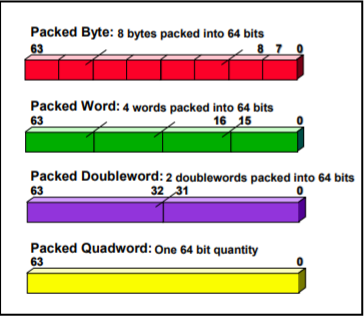 Packed Byte: 8 bytes packed into 64 bits
63 8 7 0
Packed Word: 4 words packed into 64 bits
63 16 15 0
Packed Doubleword: 2 doublewords packed into 64 bits
63 32 31 0
Packed Quadword: One 64 bit quantity
63 0